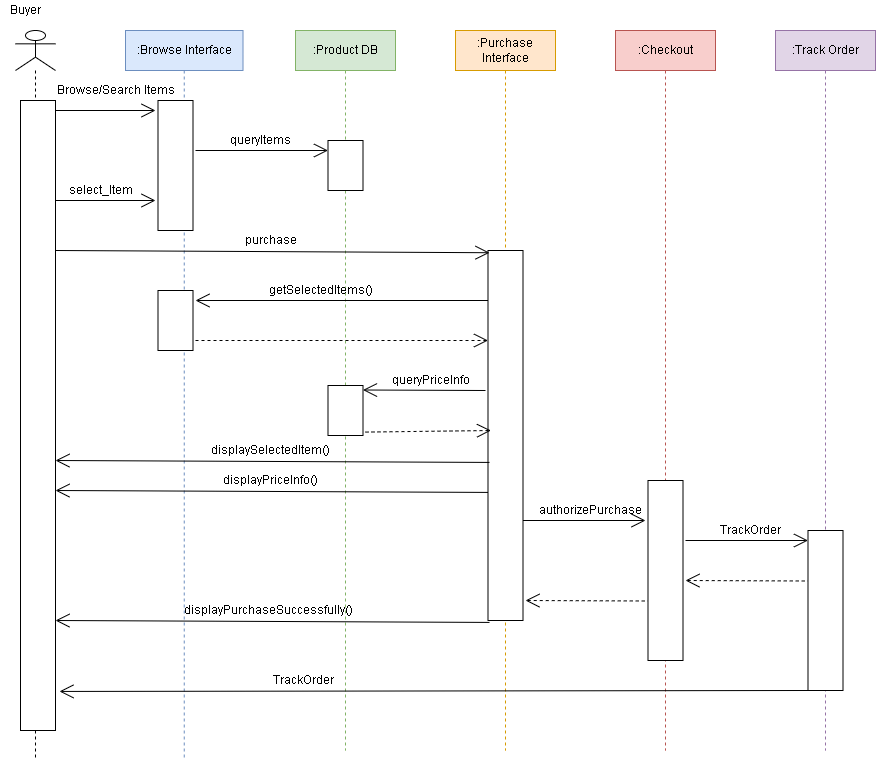 Buyer
:Browse Interface
:Product DB
:Purchase
Interface
:Checkout
:Track Order
Browse/Search Items
queryItems
select_Item
purchase
getSelectedItems()
queryPriceInfo
displaySelectedItem()
displayPriceInfo()
authorizePurchase
TrackOrder
displayPurchaseSuccessfully()
TrackOrder